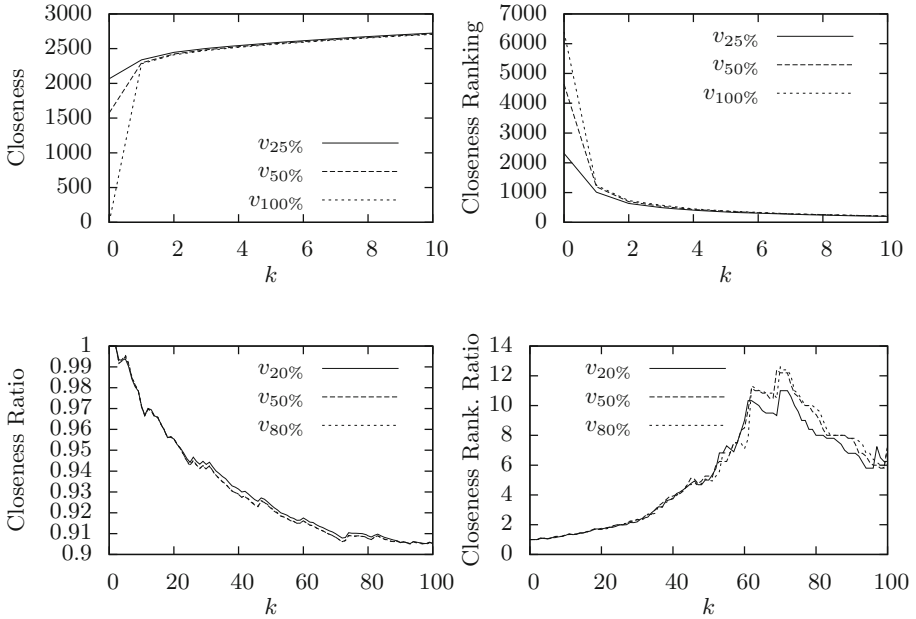 Closeness
3000
2500
2000
1500
1000
500
0
0 2 4 6 8 10
k
v25%
v50%
v100%
Closeness Ranking
7000
6000
5000
4000
3000
2000
1000
0
0 2 4 6 8 10
k
v25%
v50%
v100%
Closeness Ratio
1
0.99
0.98
0.97
0.96
0.95
0.94
0.93
0.92
0.91
0.9
0 20 40 60 80 100
k
v20%
v50%
v80%
Closeness Rank. Ratio
14
12
10
8
6
4
2
0
0 20 40 60 80 100
k
v20%
v50%
v80%